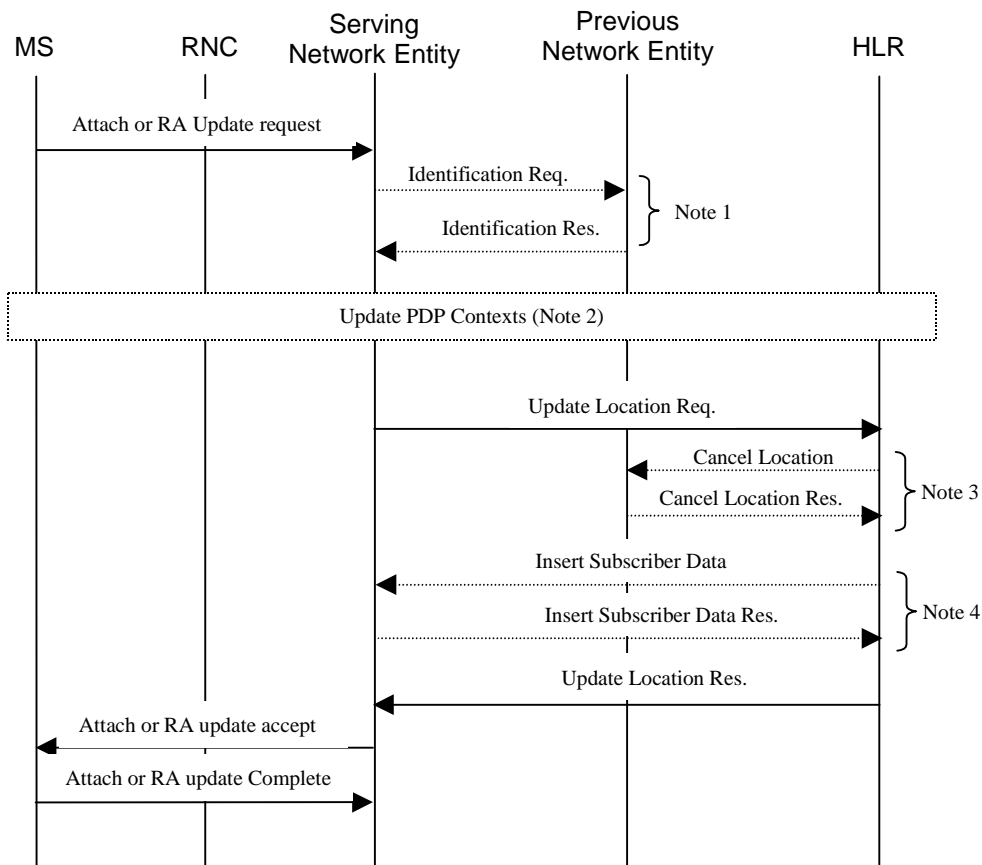 MS
RNC
Serving
Network Entity
Previous
Network Entity
HLR
Attach or RA Update request
Identification Req.
Note 1
Identification Res.
Update PDP Contexts (Note 2)
Update Location Req.
Cancel Location
Note 3
Cancel Location Res.
Insert Subscriber Data
Note 4
Insert Subscriber Data Res.
Update Location Res.
Attach or RA update accept
Attach or RA update Complete